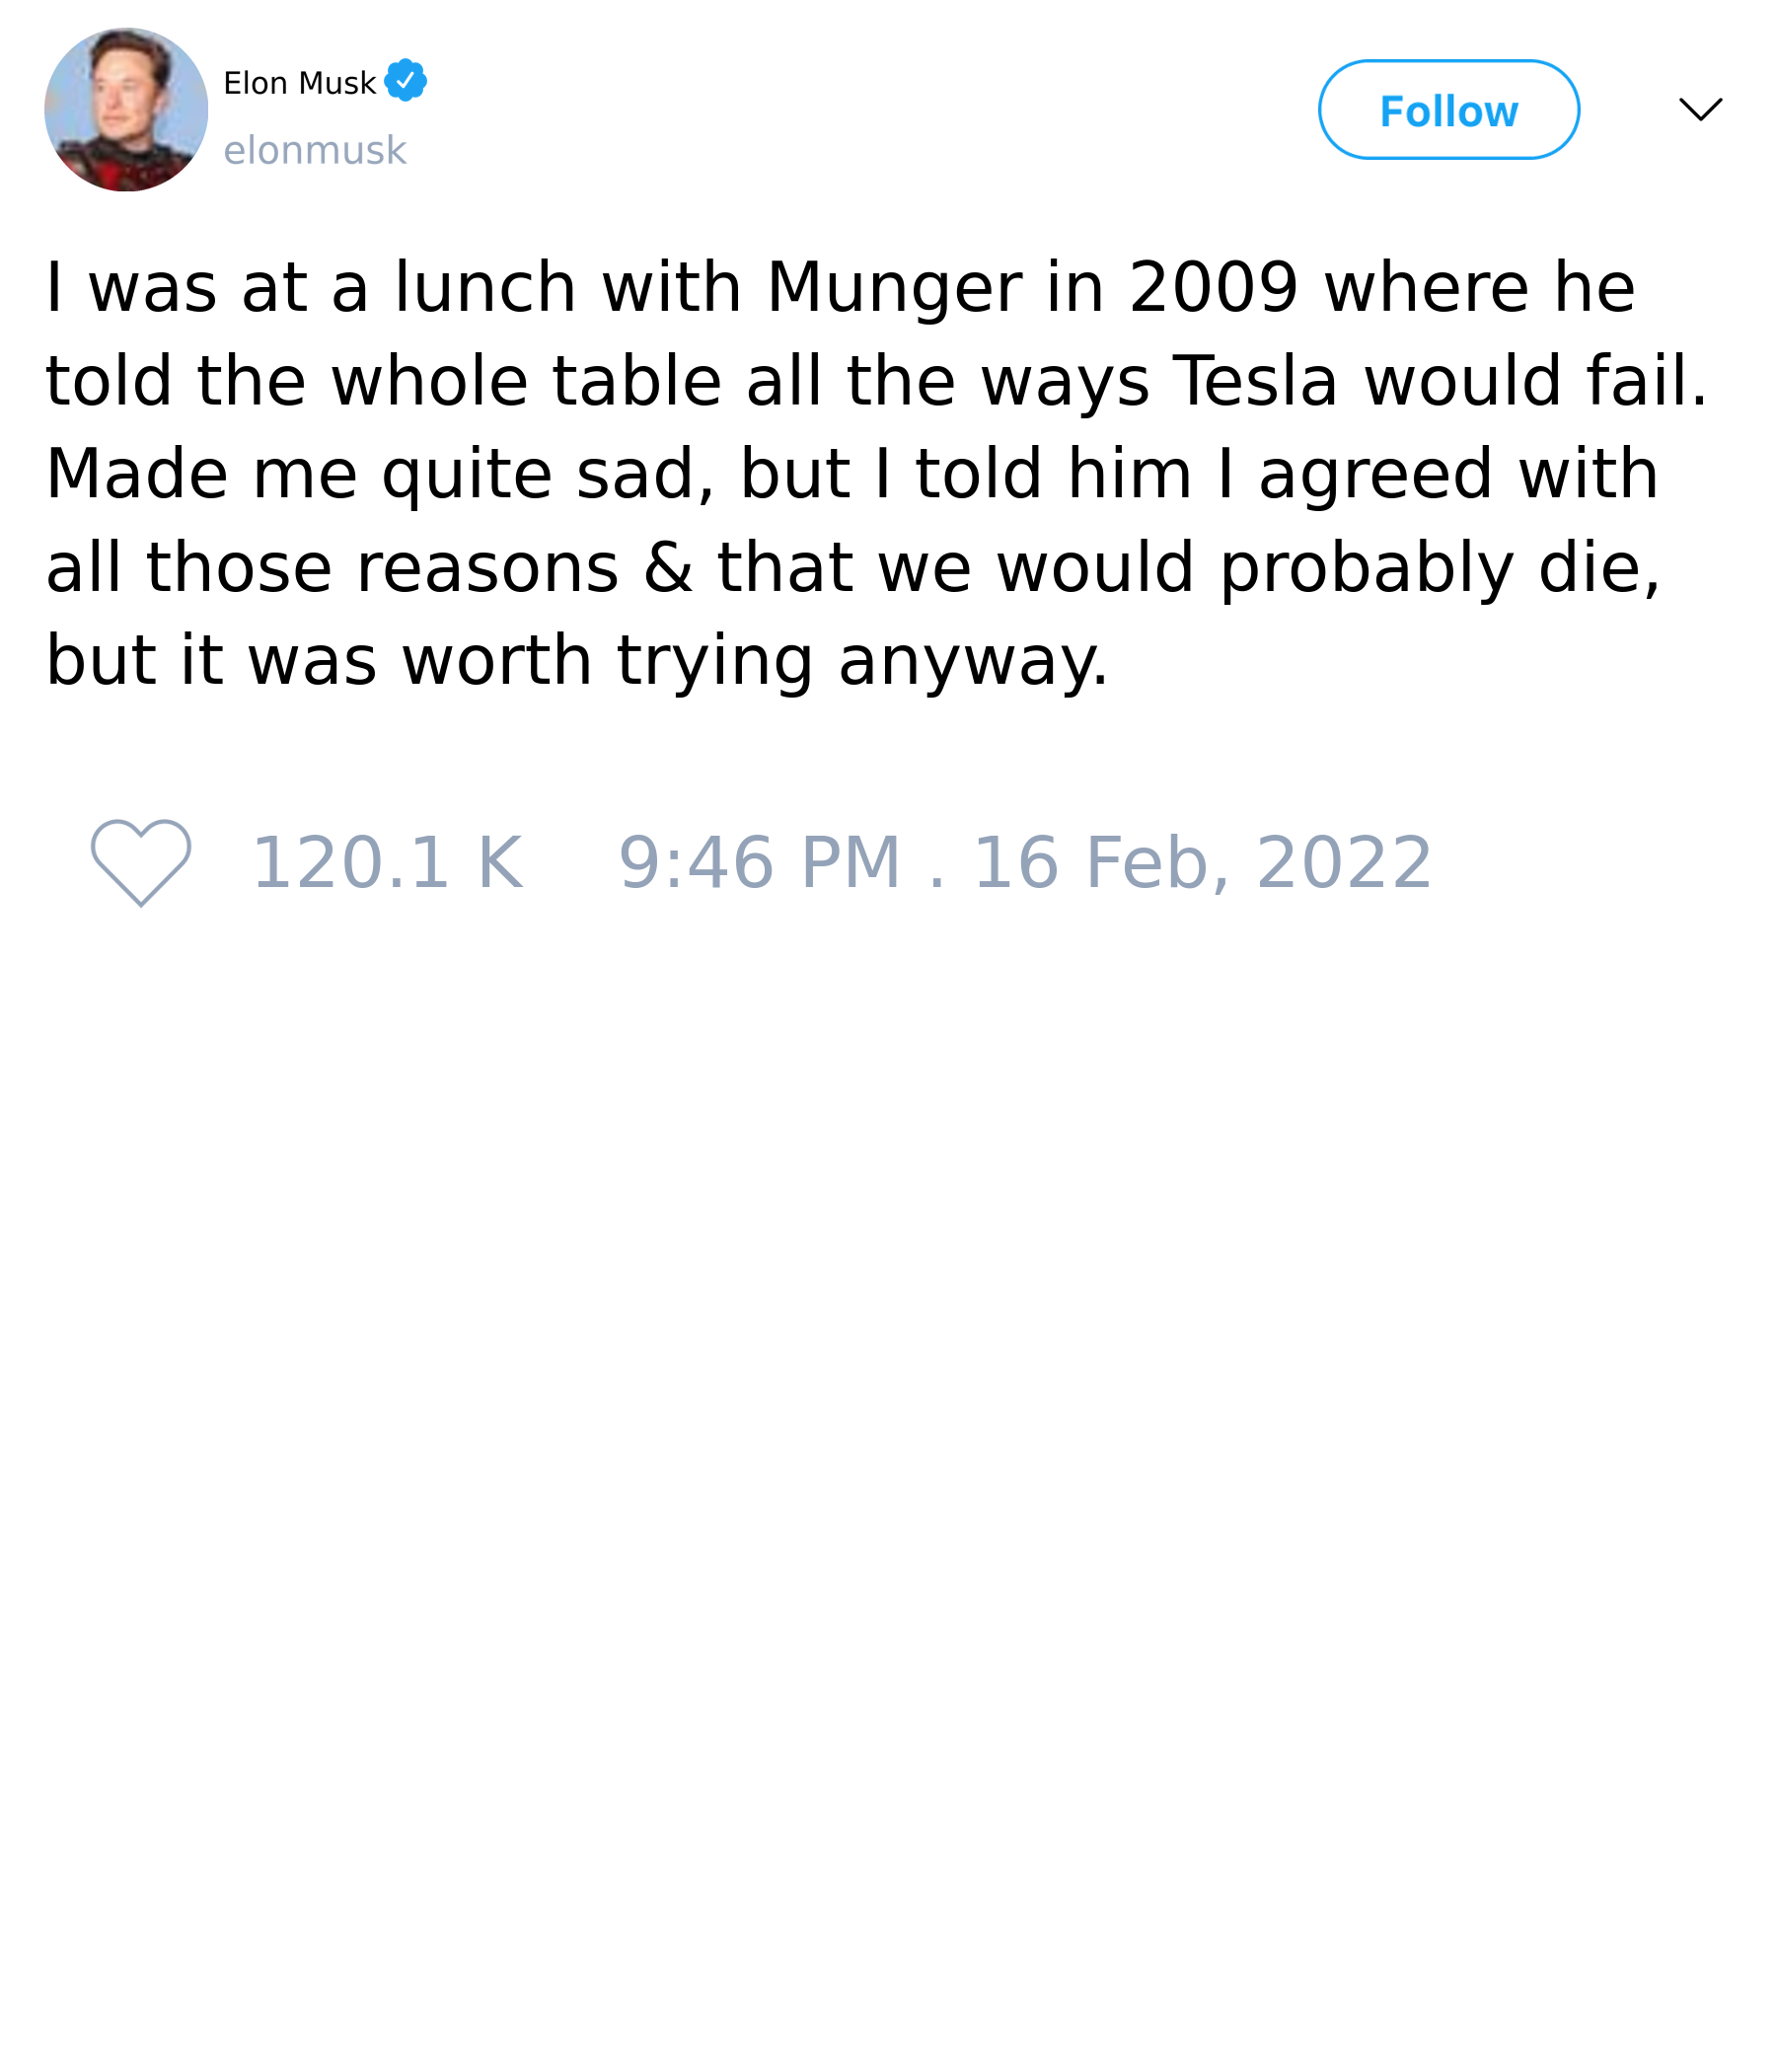 Elon Musk
elonmusk
Follow
I was at a lunch with Munger in 2009 where he
told the whole table all the ways Tesla would fail.
Made me quite sad, but I told him I agreed with
all those reasons & that we would probably die,
but it was worth trying anyway.
120.1 K 9:46 PM . 16 Feb, 2022